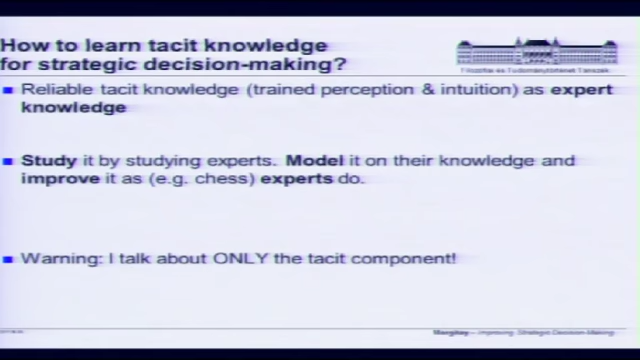 How to learn tacit knowledge
for strategic decision-making?
Filozófia és Tudománytörténet Tanszék
Reliable tacit knowledge (trained perception & intuition) as expert
knowledge
Study it by studying experts. Model it on their knowledge and
improve it as (e.g. chess) experts do.
Warning: I talk about ONLY the tacit component!
Margitay – Improving Strategic Decision-Making